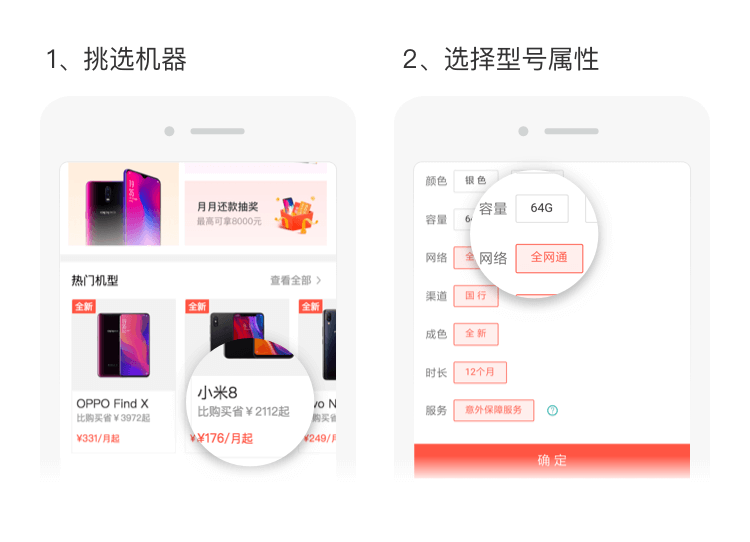 1、挑选机器
2、选择型号属性
月月还款抽奖
最高可拿8000元
热门机型
查看全部 >
全新
全新
全新
OPPO Find X
比购买省￥3972起
¥331/月起
小米8
比购买省￥2112起
¥176/月起
vo N
¥249/月
颜色
银色
容量
64G
网络
全网通
渠道
国行
成色
全新
时长
12个月
服务
意外保障服务
?
确定